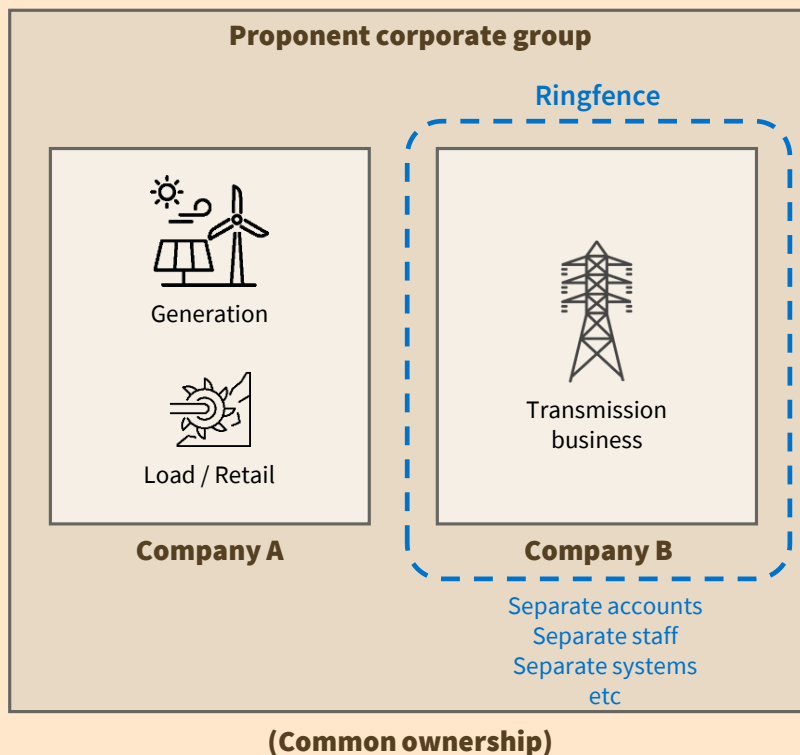 Proponent corporate group
Ringfence
Generation
Load / Retail
Company A
Transmission
business
Company B
Separate accounts
Separate staff
Separate systems
etc
(Common ownership)